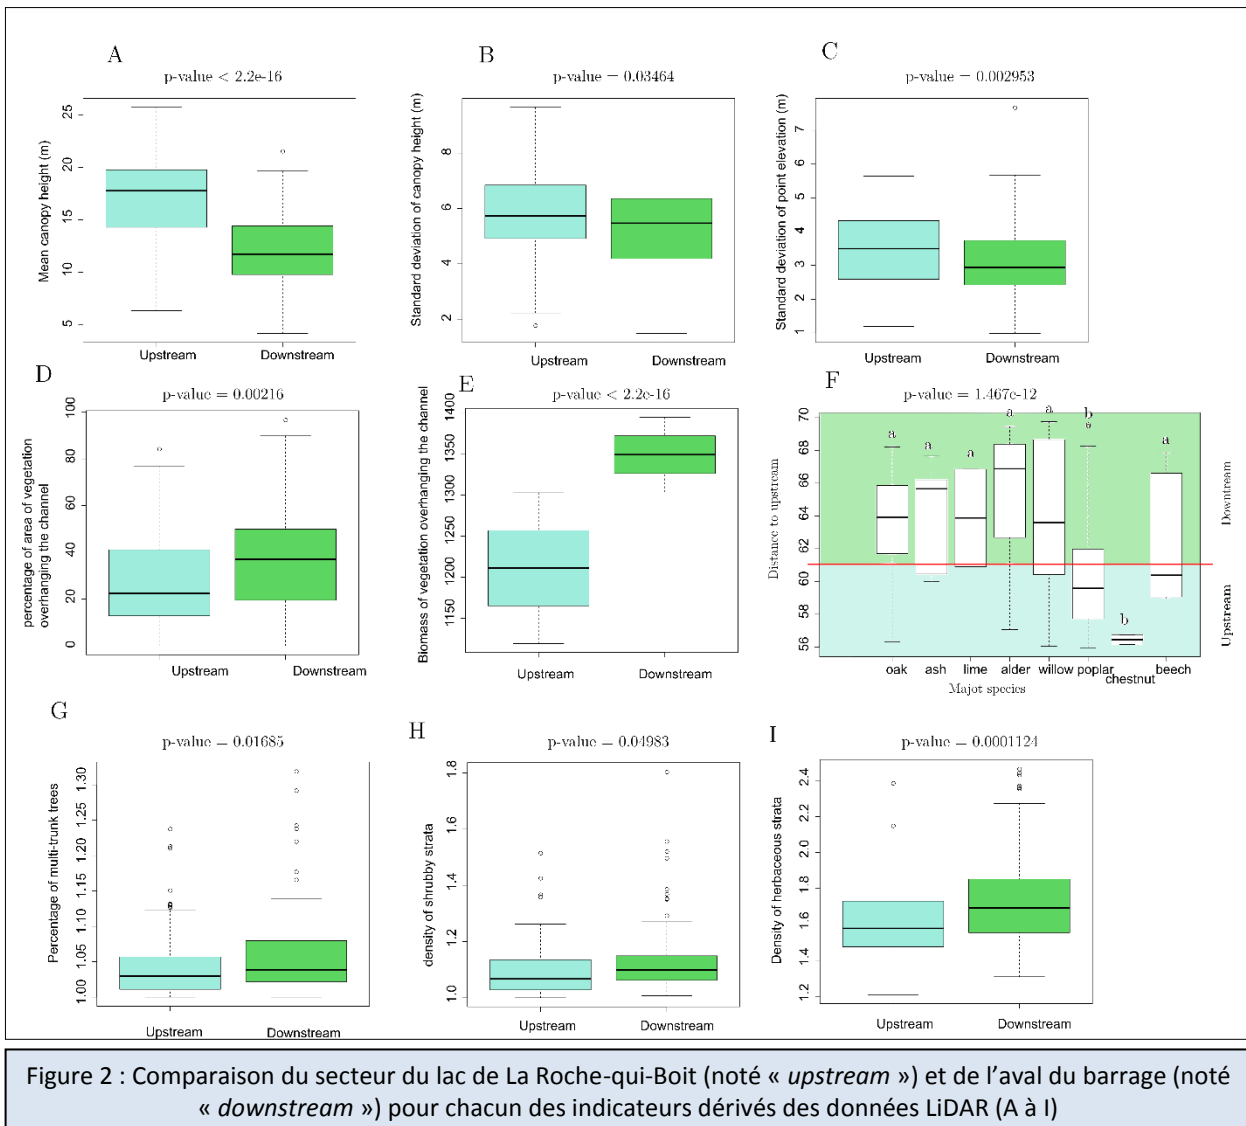 A
p-value < 2.2e-16
Mean canopy height (m)
25
20
15
10
5
Upstream
Downstream
B
p-value = 0.03464
Standard deviation of canopy height (m)
8
6
4
2
Upstream
Downstream
C
p-value = 0.002953
Standard deviation of point elevation (m)
7
6
5
4
3
2
1
Upstream
Downstream
D
p-value = 0.00216
percentage of area of vegetation
overhanging the channel
100
80
60
40
20
0
Upstream
Downstream
E
p-value < 2.2e-16
Biomass of vegetation overhanging the channel
1400
1350
1300
1250
1200
1150
Upstream
Downstream
F
p-value = 1.467e-12
Distance to upstream
70
68
66
64
62
60
58
56
a
a
a
a
a
b
b
a
Downstream
Upstream
oak
ash
lime
alder
willow
poplar
chestnut
beech
Majot species
G
p-value = 0.01685
Percentage of multi-trunk trees
1.30
1.25
1.20
1.15
1.10
1.05
1.00
Upstream
Downstream
H
p-value = 0.04983
density of shrubby strata
1.8
1.6
1.4
1.2
1.0
Upstream
Downstream
I
p-value = 0.0001124
Density of herbaceous strata
2.4
2.2
2.0
1.8
1.6
1.4
1.2
Upstream
Downstream
Figure 2 : Comparaison du secteur du lac de La Roche-qui-Boit (noté « upstream ») et de l’aval du barrage (noté
« downstream ») pour chacun des indicateurs dérivés des données LiDAR (A à I)